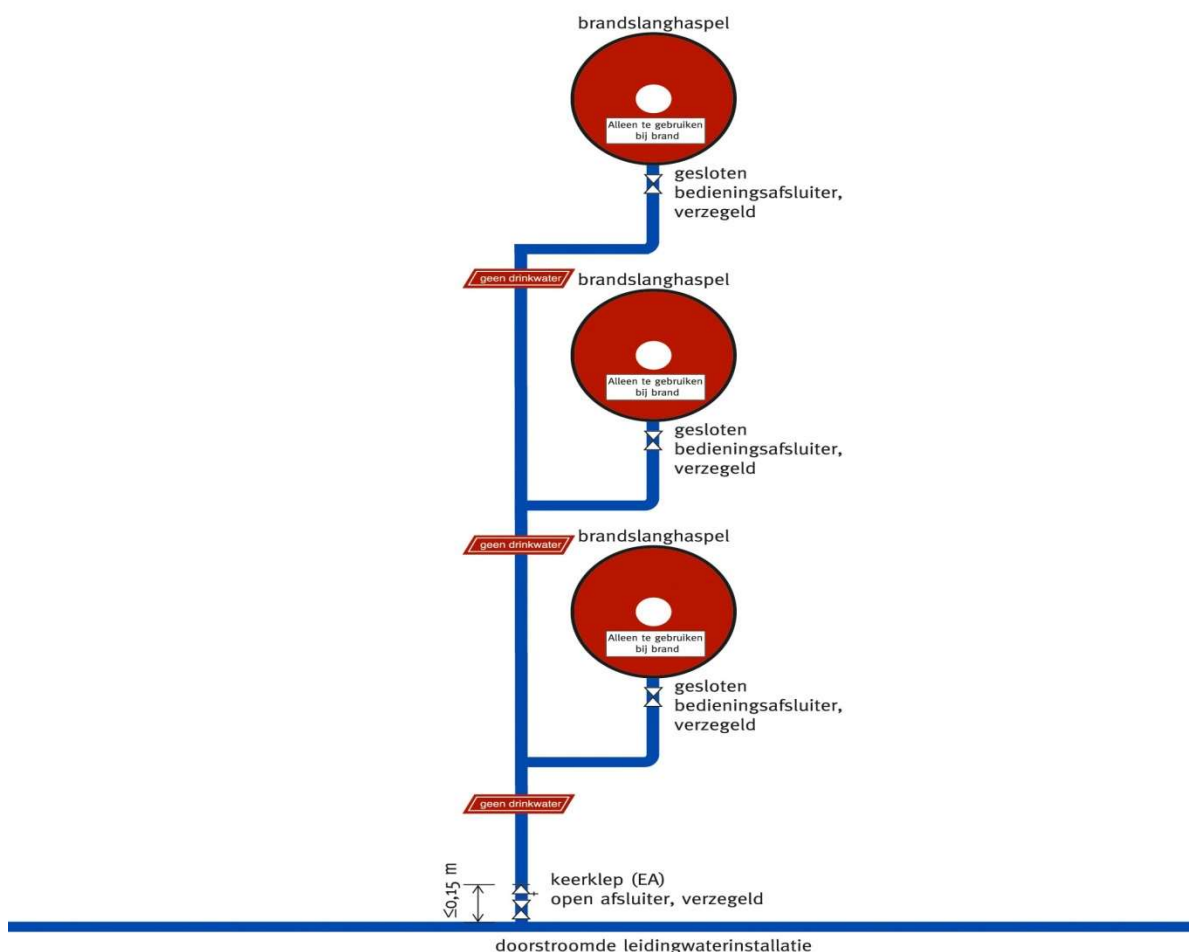 brandslanghaspel
Alleen te gebruiken
bij brand
gesloten
bedieningsafsluiter,
verzegeld
geen drinkwater
brandslanghaspel
Alleen te gebruiken
bij brand
gesloten
bedieningsafsluiter,
verzegeld
geen drinkwater
brandslanghaspel
Alleen te gebruiken
bij brand
gesloten
bedieningsafsluiter,
verzegeld
geen drinkwater
≤0,15 m
keerklep (EA)
open afsluiter, verzegeld
doorstroomde leidingwaterinstallatie